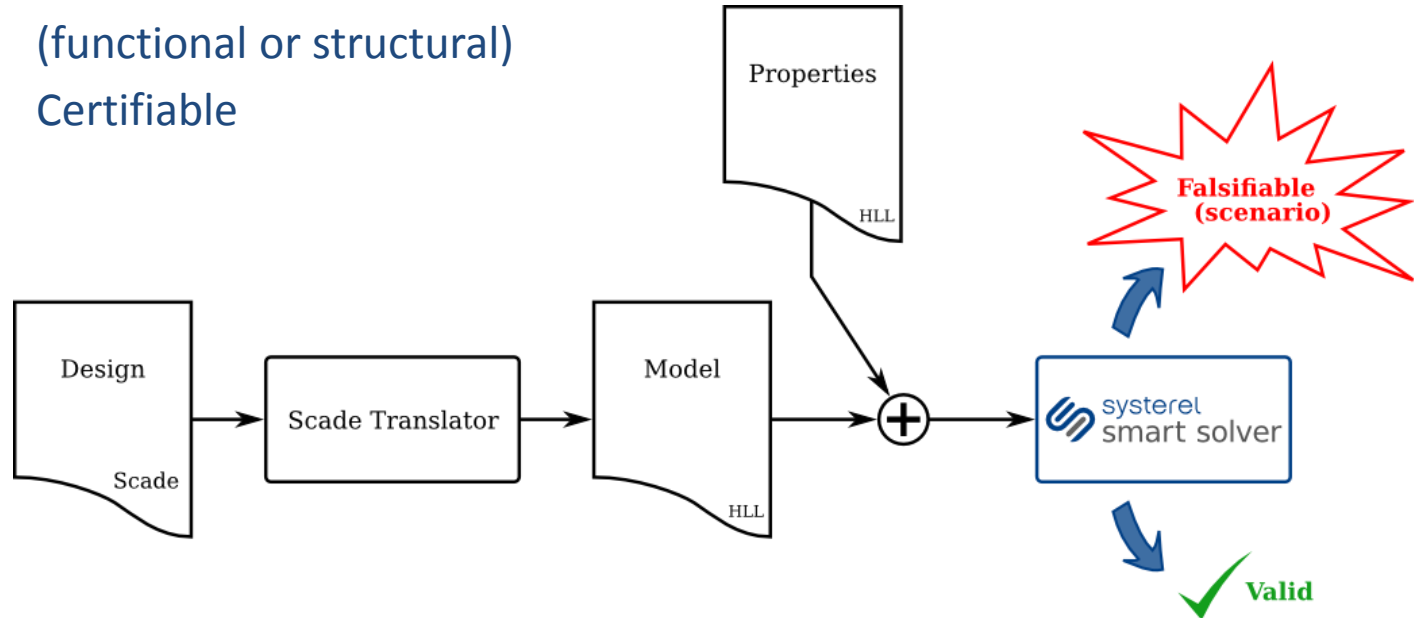 (functional or structural)
Certifiable
Properties
HLL
Falsifiable
(scenario)
Design
Scade
Scade Translator
Model
HLL
systerel
smart solver
Valid